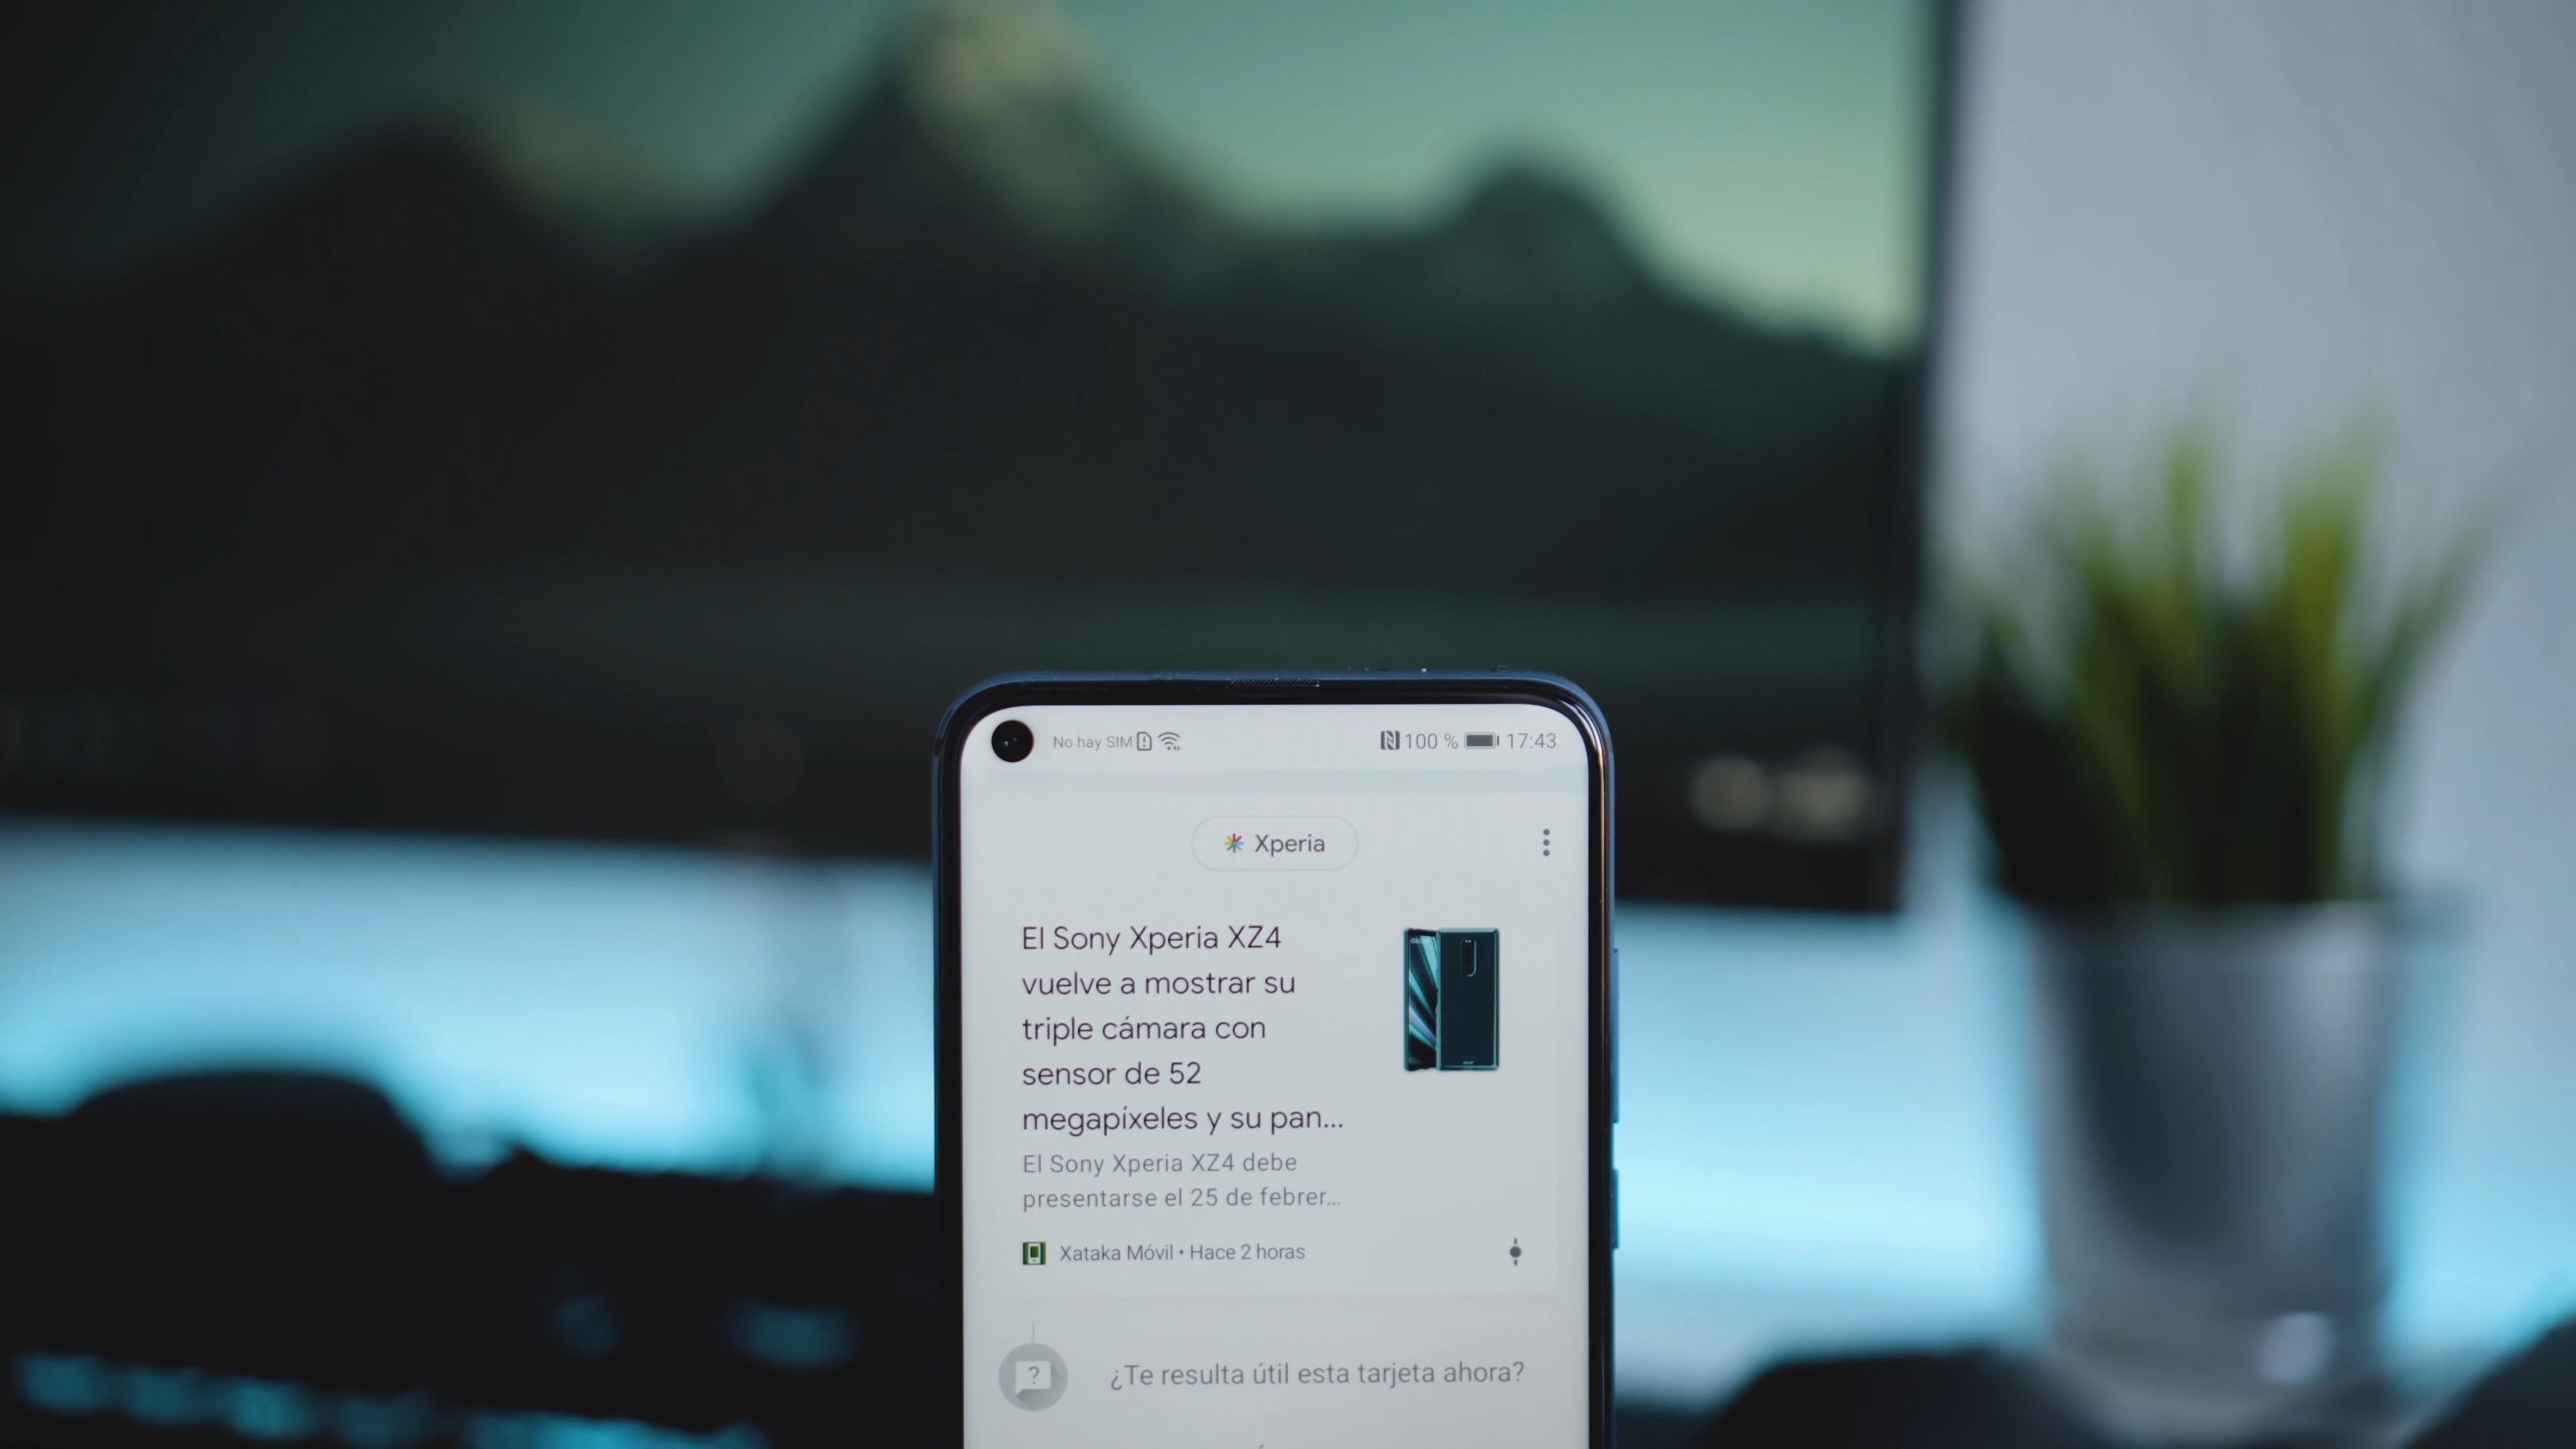 No hay SIM 100 % 17:43
Xperia
El Sony Xperia XZ4
vuelve a mostrar su
triple cámara con
sensor de 52
megapíxeles y su pan...
El Sony Xperia XZ4 debe
presentarse el 25 de febrer...
Xataka Móvil • Hace 2 horas
¿Te resulta útil esta tarjeta ahora?